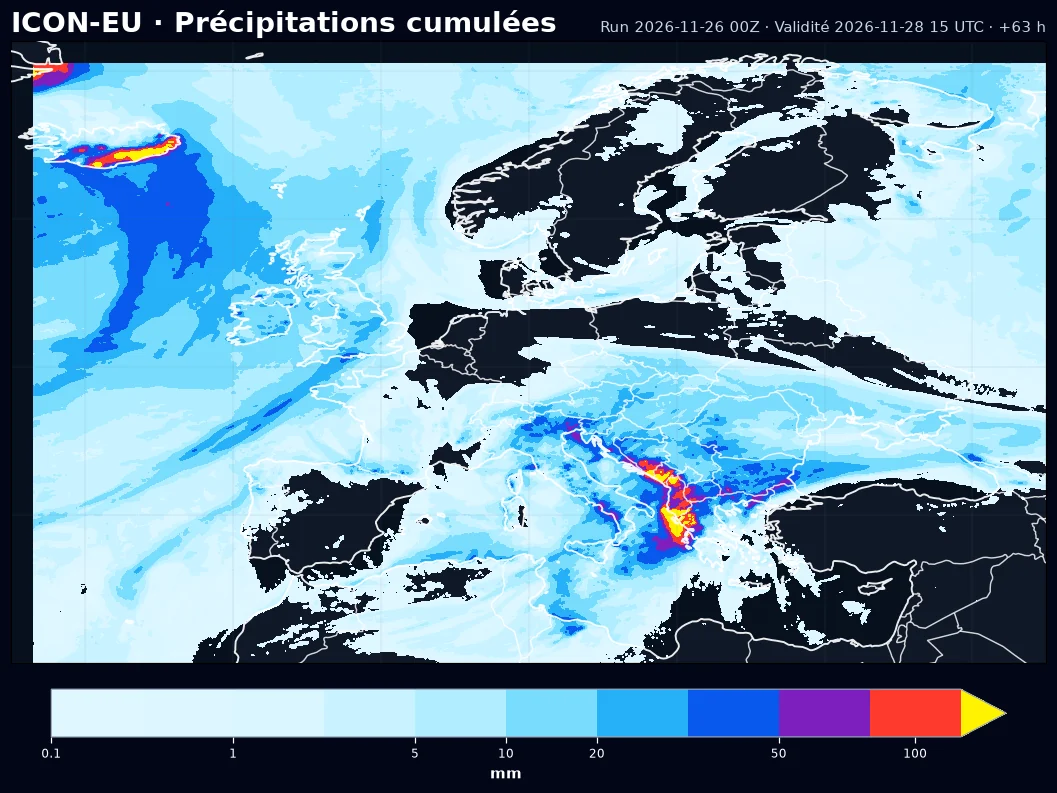 ICON-EU · Précipitations cumulées
Run 2026-11-26 00Z · Validité 2026-11-28 15 UTC · +63 h
0.1 1 5 10 20 50 100
mm